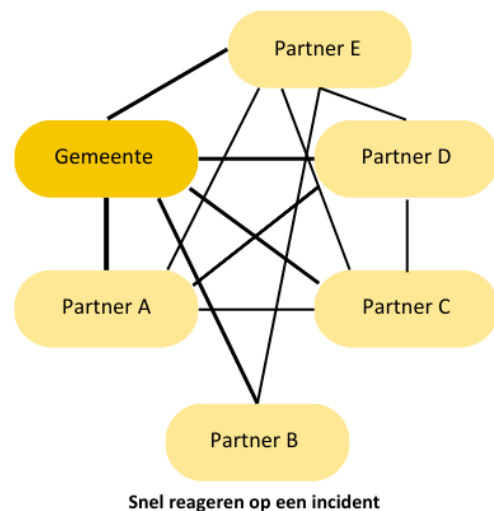 Partner E
Gemeente
Partner D
Partner A
Partner C
Partner B
Snel reageren op een incident